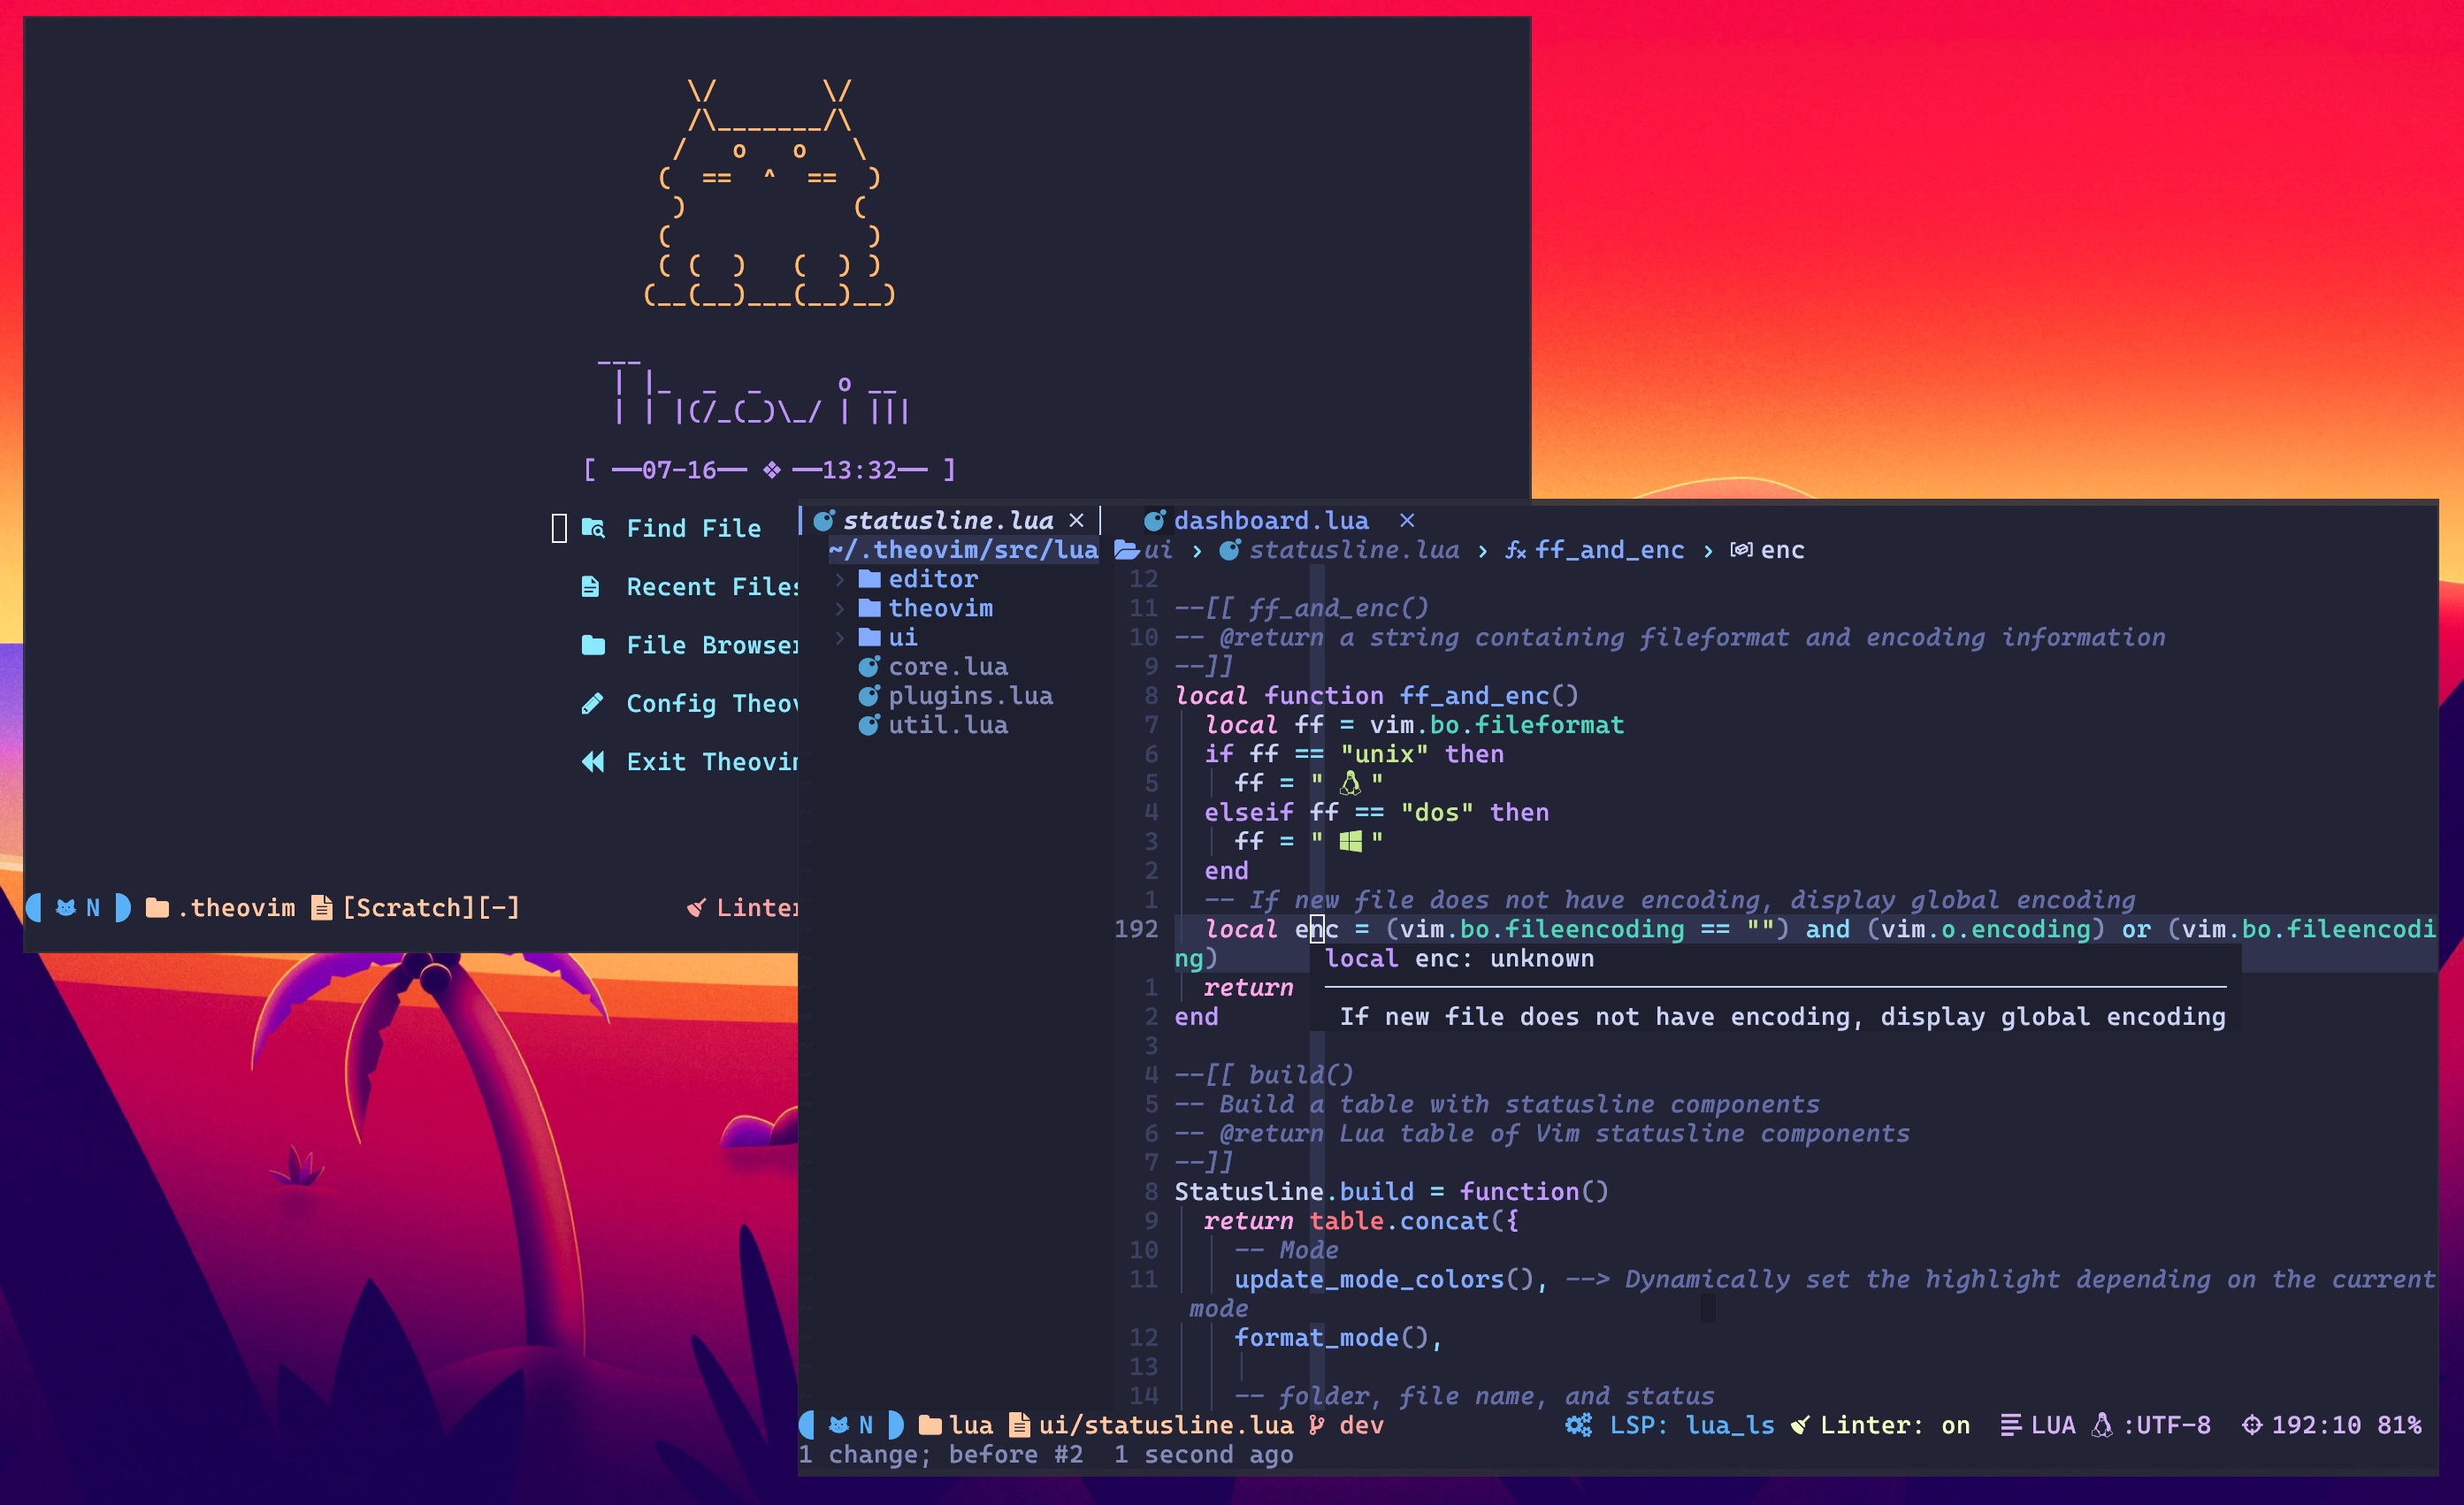 [ ──07-16── ❖ ──13:32── ]
Find File
Recent Files
File Browser
Config Theov
Exit Theovim
N .theovim [Scratch][-]
Linter
statusline.lua × dashboard.lua ×
~/.theovim/src/lua
> editor
> theovim
> ui
core.lua
plugins.lua
util.lua
ui > statusline.lua > ff_and_enc > enc
12
11 --[[ ff_and_enc()
10 -- @return a string containing fileformat and encoding information
9 --]]
8 local function ff_and_enc()
7 local ff = vim.bo.fileformat
6 if ff == "unix" then
5 ff = " "
4 elseif ff == "dos" then
3 ff = " "
2 end
1 -- If new file does not have encoding, display global encoding
192 local enc = (vim.bo.fileencoding == "") and (vim.o.encoding) or (vim.bo.fileencodi
ng)
local enc: unknown
1 return
If new file does not have encoding, display global encoding
2 end
3
4 --[[ build()
5 -- Build a table with statusline components
6 -- @return Lua table of Vim statusline components
7 --]]
8 Statusline.build = function()
9 return table.concat({
10 -- Mode
11 update_mode_colors(), --> Dynamically set the highlight depending on the current
mode
12 format_mode(),
13
14 -- folder, file name, and status
N lua ui/statusline.lua dev LSP: lua_ls Linter: on LUA :UTF-8 192:10 81%
1 change; before #2 1 second ago